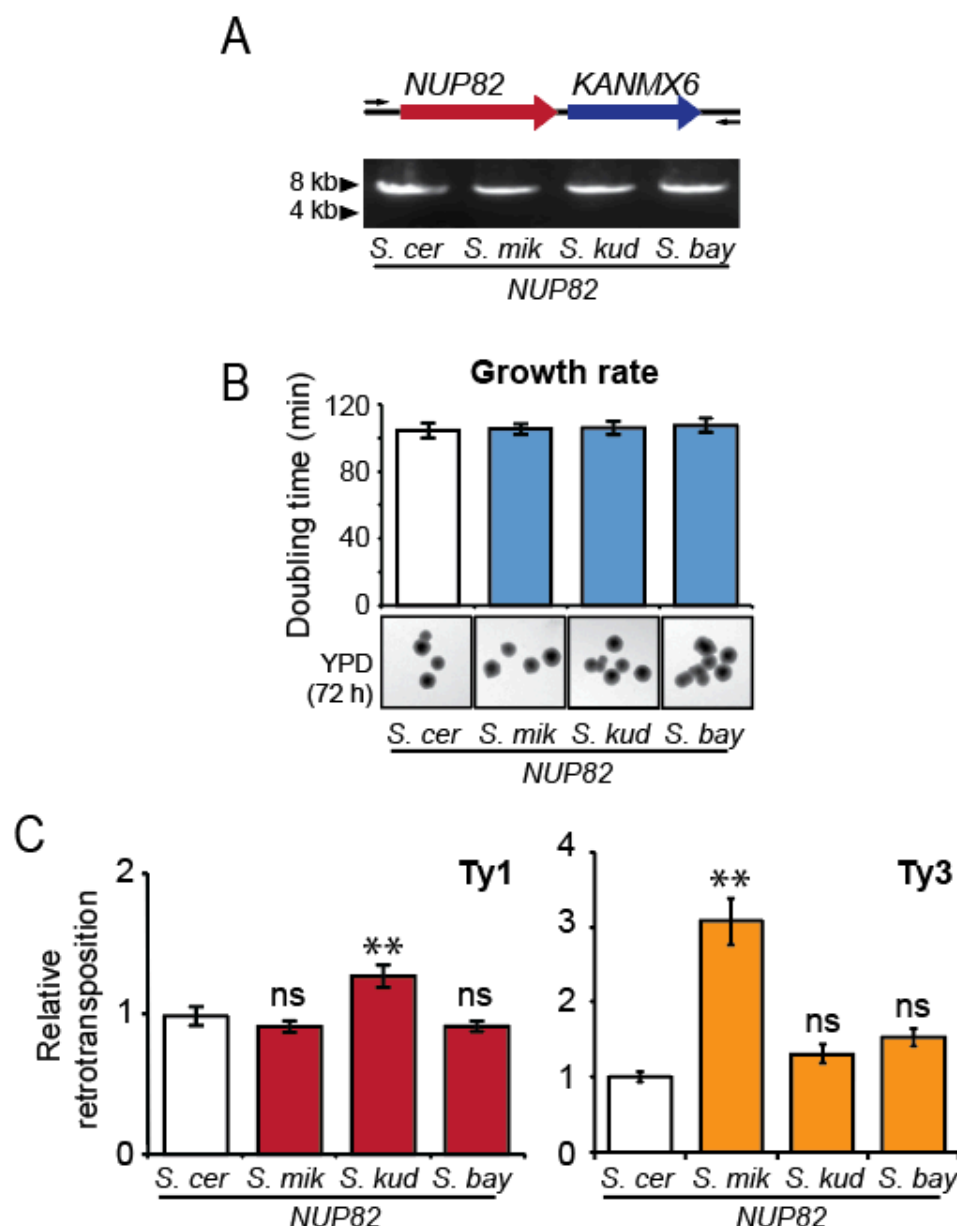 A
NUP82 KANMX6
8 kb
4 kb
S. cer S. mik S. kud S. bay
NUP82
B
Growth rate
Doubling time (min)
120
80
40
0
YPD
(72 h)
S. cer S. mik S. kud S. bay
NUP82
C
Relative
retrotransposition
Ty1
2
1
0
ns
**
ns
S. cer S. mik S. kud S. bay
NUP82
Ty3
4
3
2
1
0
**
ns
ns
S. cer S. mik S. kud S. bay
NUP82